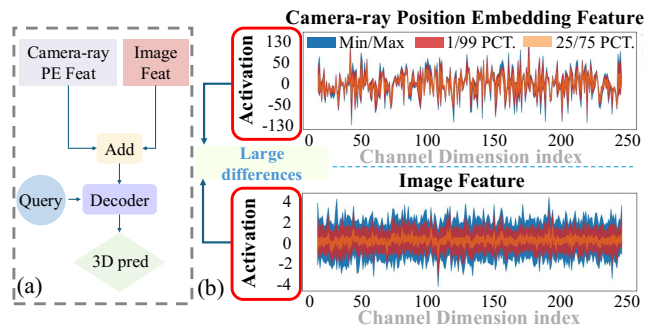 Camera-ray
PE Feat
Image
Feat
Add
Query
Decoder
3D pred
(a)
Camera-ray Position Embedding Feature
Activation
130
50
0
-50
-130
Min/Max
1/99 PCT.
25/75 PCT.
0 50 100 150 200 250
Channel Dimension index
Large
differences
Image Feature
(b)
Activation
4
2
0
-2
-4
0 50 100 150 200 250
Channel Dimension index